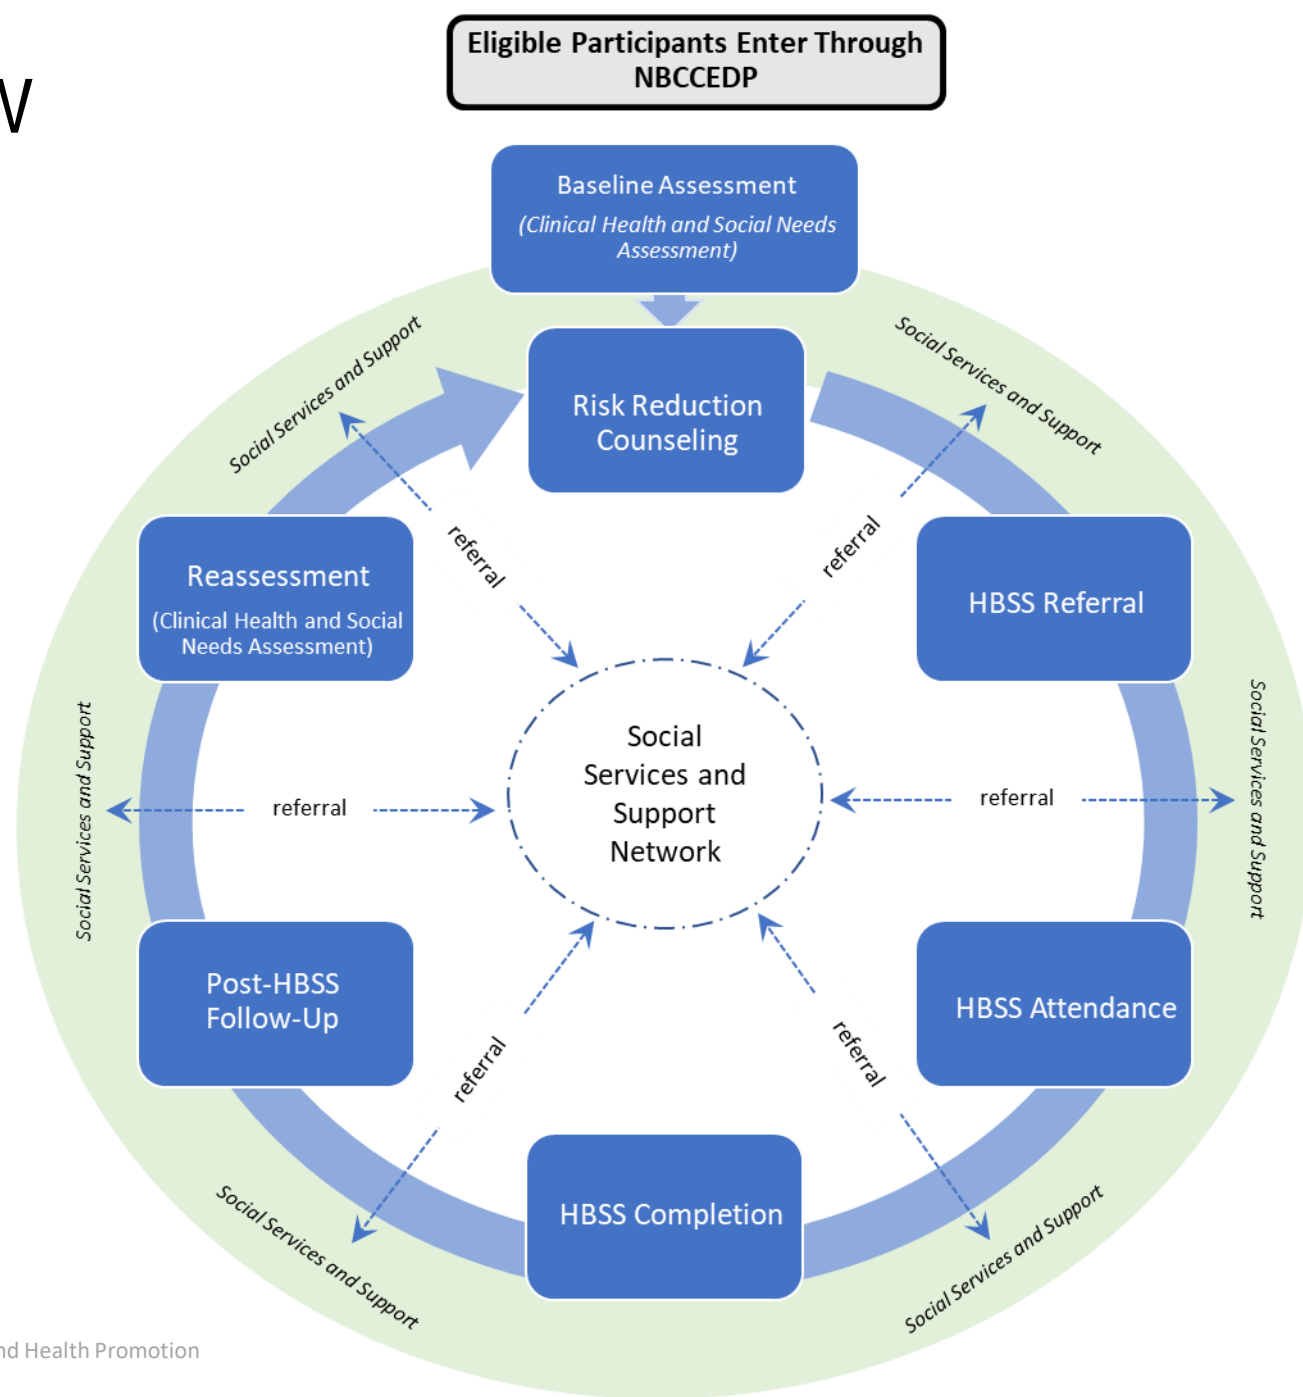 Eligible Participants Enter Through
NBCCEDP
Baseline Assessment
(Clinical Health and Social Needs
Assessment)
Risk Reduction
Counseling
Social Services and Support
Social Services and Support
referral
referral
Reassessment
(Clinical Health and Social
Needs Assessment)
HBSS Referral
Social
Services and
Support
Network
Social Services and Support
referral
referral
Social Services and Support
Post-HBSS
Follow-Up
HBSS Attendance
referral
referral
HBSS Completion
Social Services and Support
Social Services and Support
Health Promotion